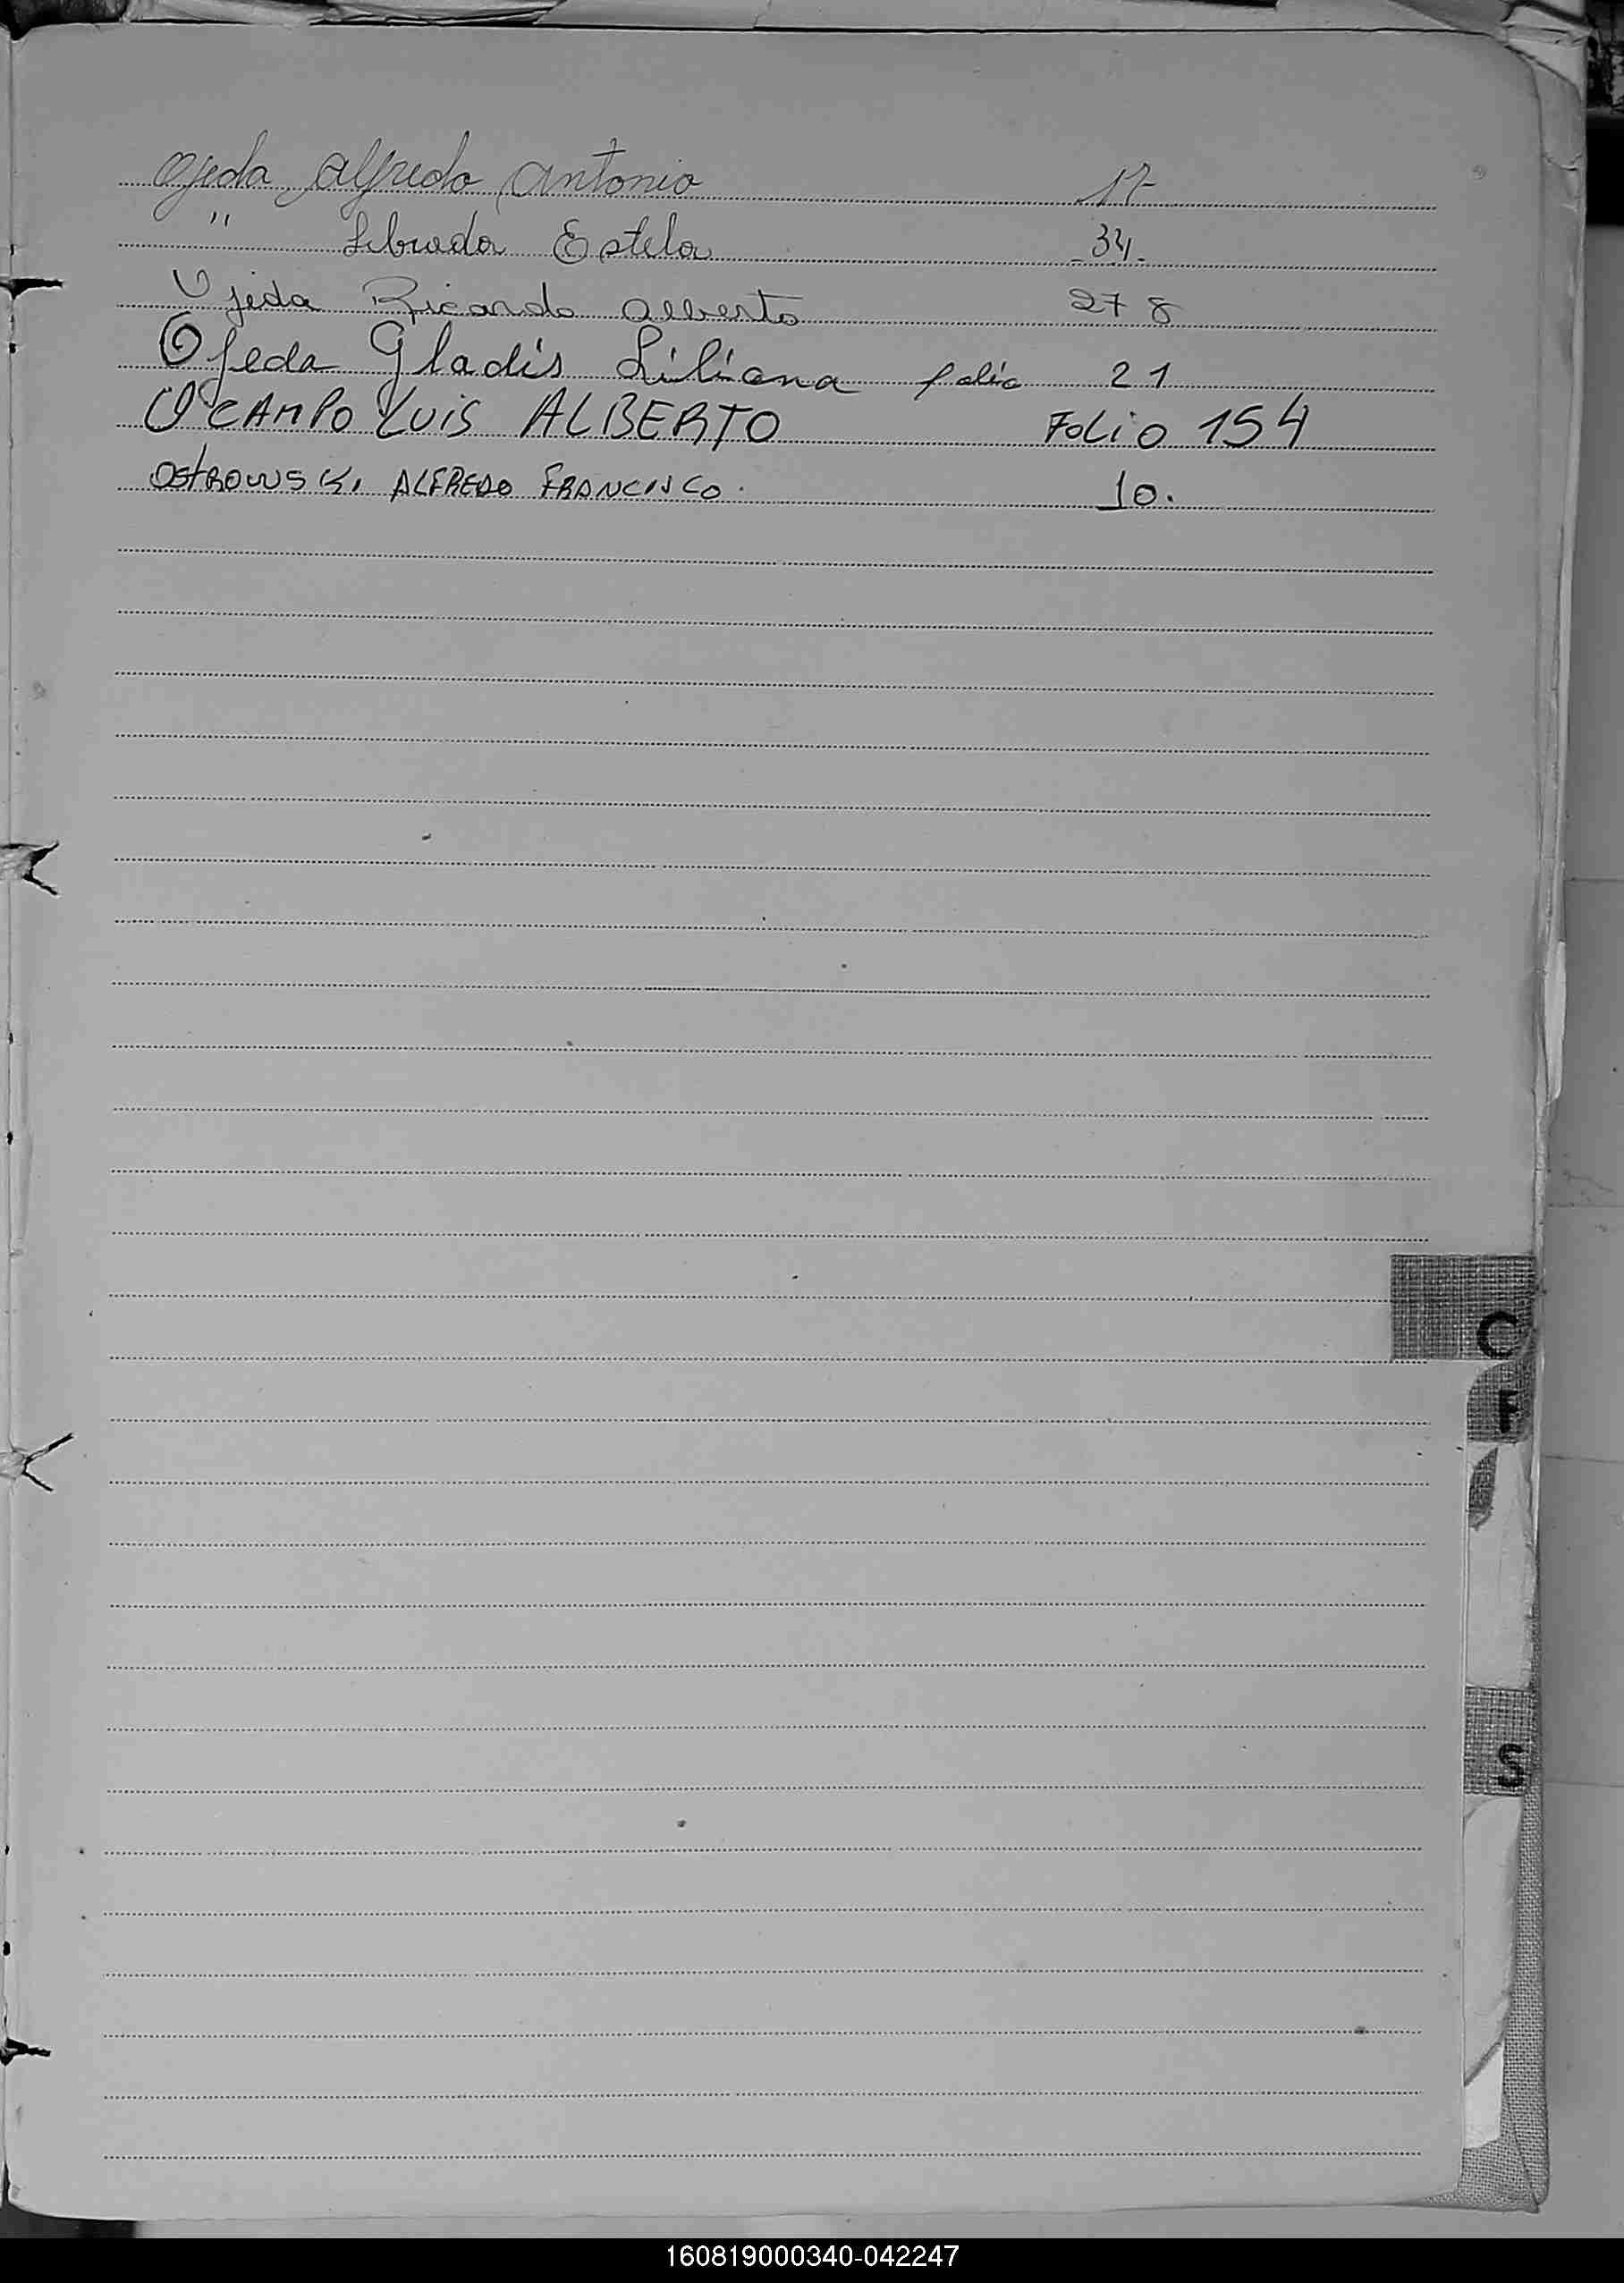 Ojeda, Alfredo Antonio 17
" Librada Estela 34.
Ojeda Ricardo Alberto 278
Ojeda Gladis Liliana folio 21
OCAMPO LUIS ALBERTO FOLIO 154
OSTROWSKI ALFREDO FRANCISCO. 10.
S
160819000340-042247